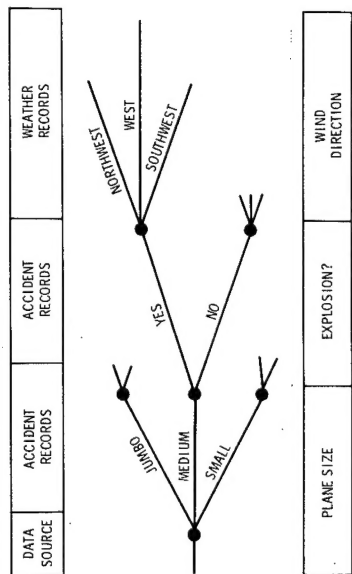 DATA
SOURCE
ACCIDENT
RECORDS
ACCIDENT
RECORDS
WEATHER
RECORDS
JUMBO
MEDIUM
SMALL
YES
NO
NORTHWEST
WEST
SOUTHWEST
PLANE SIZE
EXPLOSION?
WIND
DIRECTION